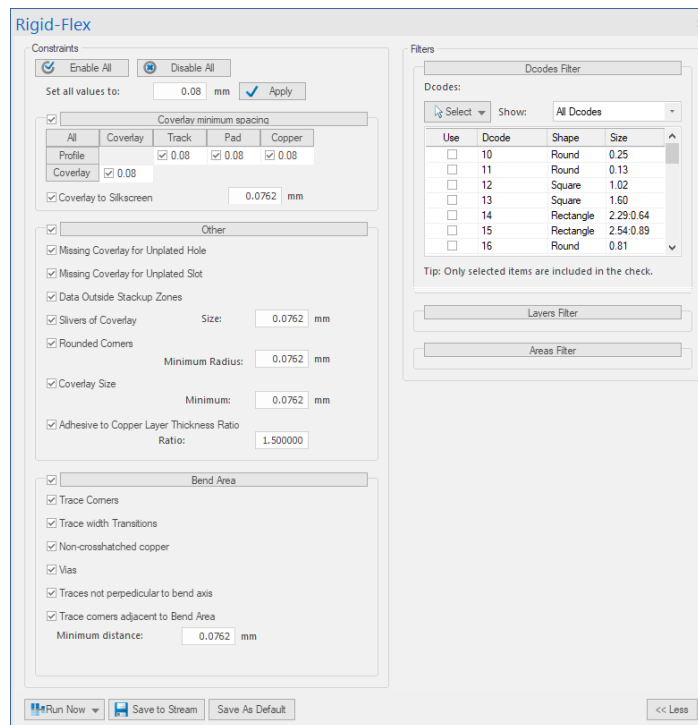 Rigid-Flex
Constraints
Enable All
Disable All
Set all values to:
0.08 mm
Apply
Coverlay minimum spacing
All Coverlay Track Pad Copper
Profile 0.08 0.08 0.08
Coverlay 0.08
Coverlay to Silkscreen 0.0762 mm
Other
Missing Coverlay for Unplated Hole
Missing Coverlay for Unplated Slot
Data Outside Stackup Zones
Slivers of Coverlay Size: 0.0762 mm
Rounded Corners
Minimum Radius: 0.0762 mm
Coverlay Size
Minimum: 0.0762 mm
Adhesive to Copper Layer Thickness Ratio
Ratio: 1.500000
Bend Area
Trace Corners
Trace width Transitions
Non-crosshatched copper
Vias
Traces not perpedicular to bend axis
Trace corners adjacent to Bend Area
Minimum distance: 0.0762 mm
Filters
Dcodes Filter
Dcodes:
Select Show: All Dcodes
Use Dcode Shape Size
10 Round 0.25
11 Round 0.13
12 Square 1.02
13 Square 1.60
14 Rectangle 2.29:0.64
15 Rectangle 2.54:0.89
16 Round 0.81
Tip: Only selected items are included in the check.
Layers Filter
Areas Filter
Run Now Save to Stream Save As Default << Less